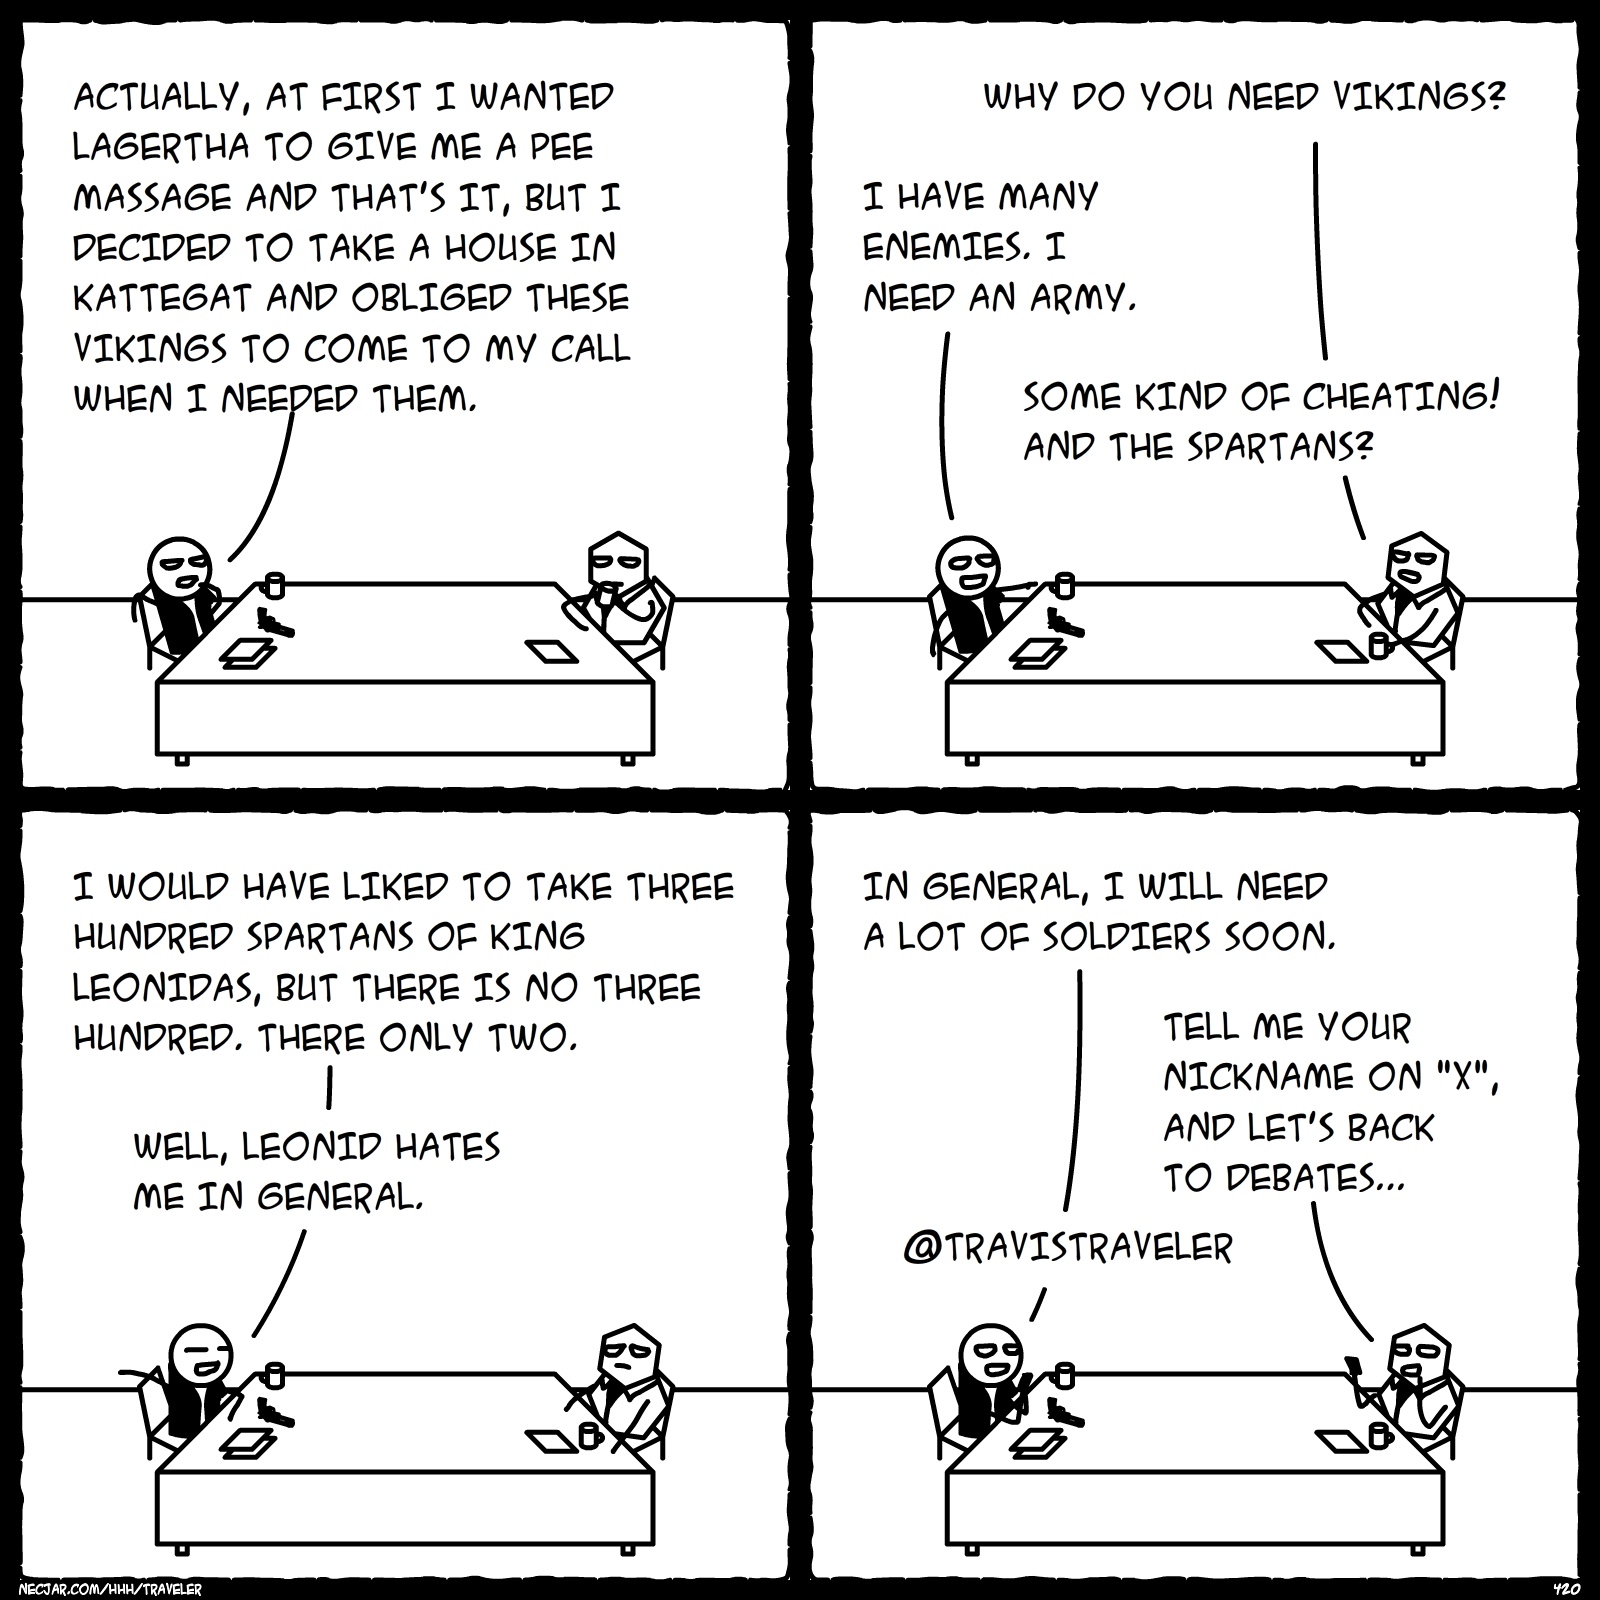 ACTUALLY, AT FIRST I WANTED
LAGERTHA TO GIVE ME A PEE
MASSAGE AND THAT'S IT, BUT I
DECIDED TO TAKE A HOUSE IN
KATTEGAT AND OBLIGED THESE
VIKINGS TO COME TO MY CALL
WHEN I NEEDED THEM.
WHY DO YOU NEED VIKINGS?
I HAVE MANY
ENEMIES. I
NEED AN ARMY.
SOME KIND OF CHEATING!
AND THE SPARTANS?
I WOULD HAVE LIKED TO TAKE THREE
HUNDRED SPARTANS OF KING
LEONIDAS, BUT THERE IS NO THREE
HUNDRED. THERE ONLY TWO.
WELL, LEONID HATES
ME IN GENERAL.
IN GENERAL, I WILL NEED
A LOT OF SOLDIERS SOON.
TELL ME YOUR
NICKNAME ON "X",
AND LET'S BACK
TO DEBATES...
@TRAVISTRAVELER
NECJAR.COM/HHH/TRAVELER
420